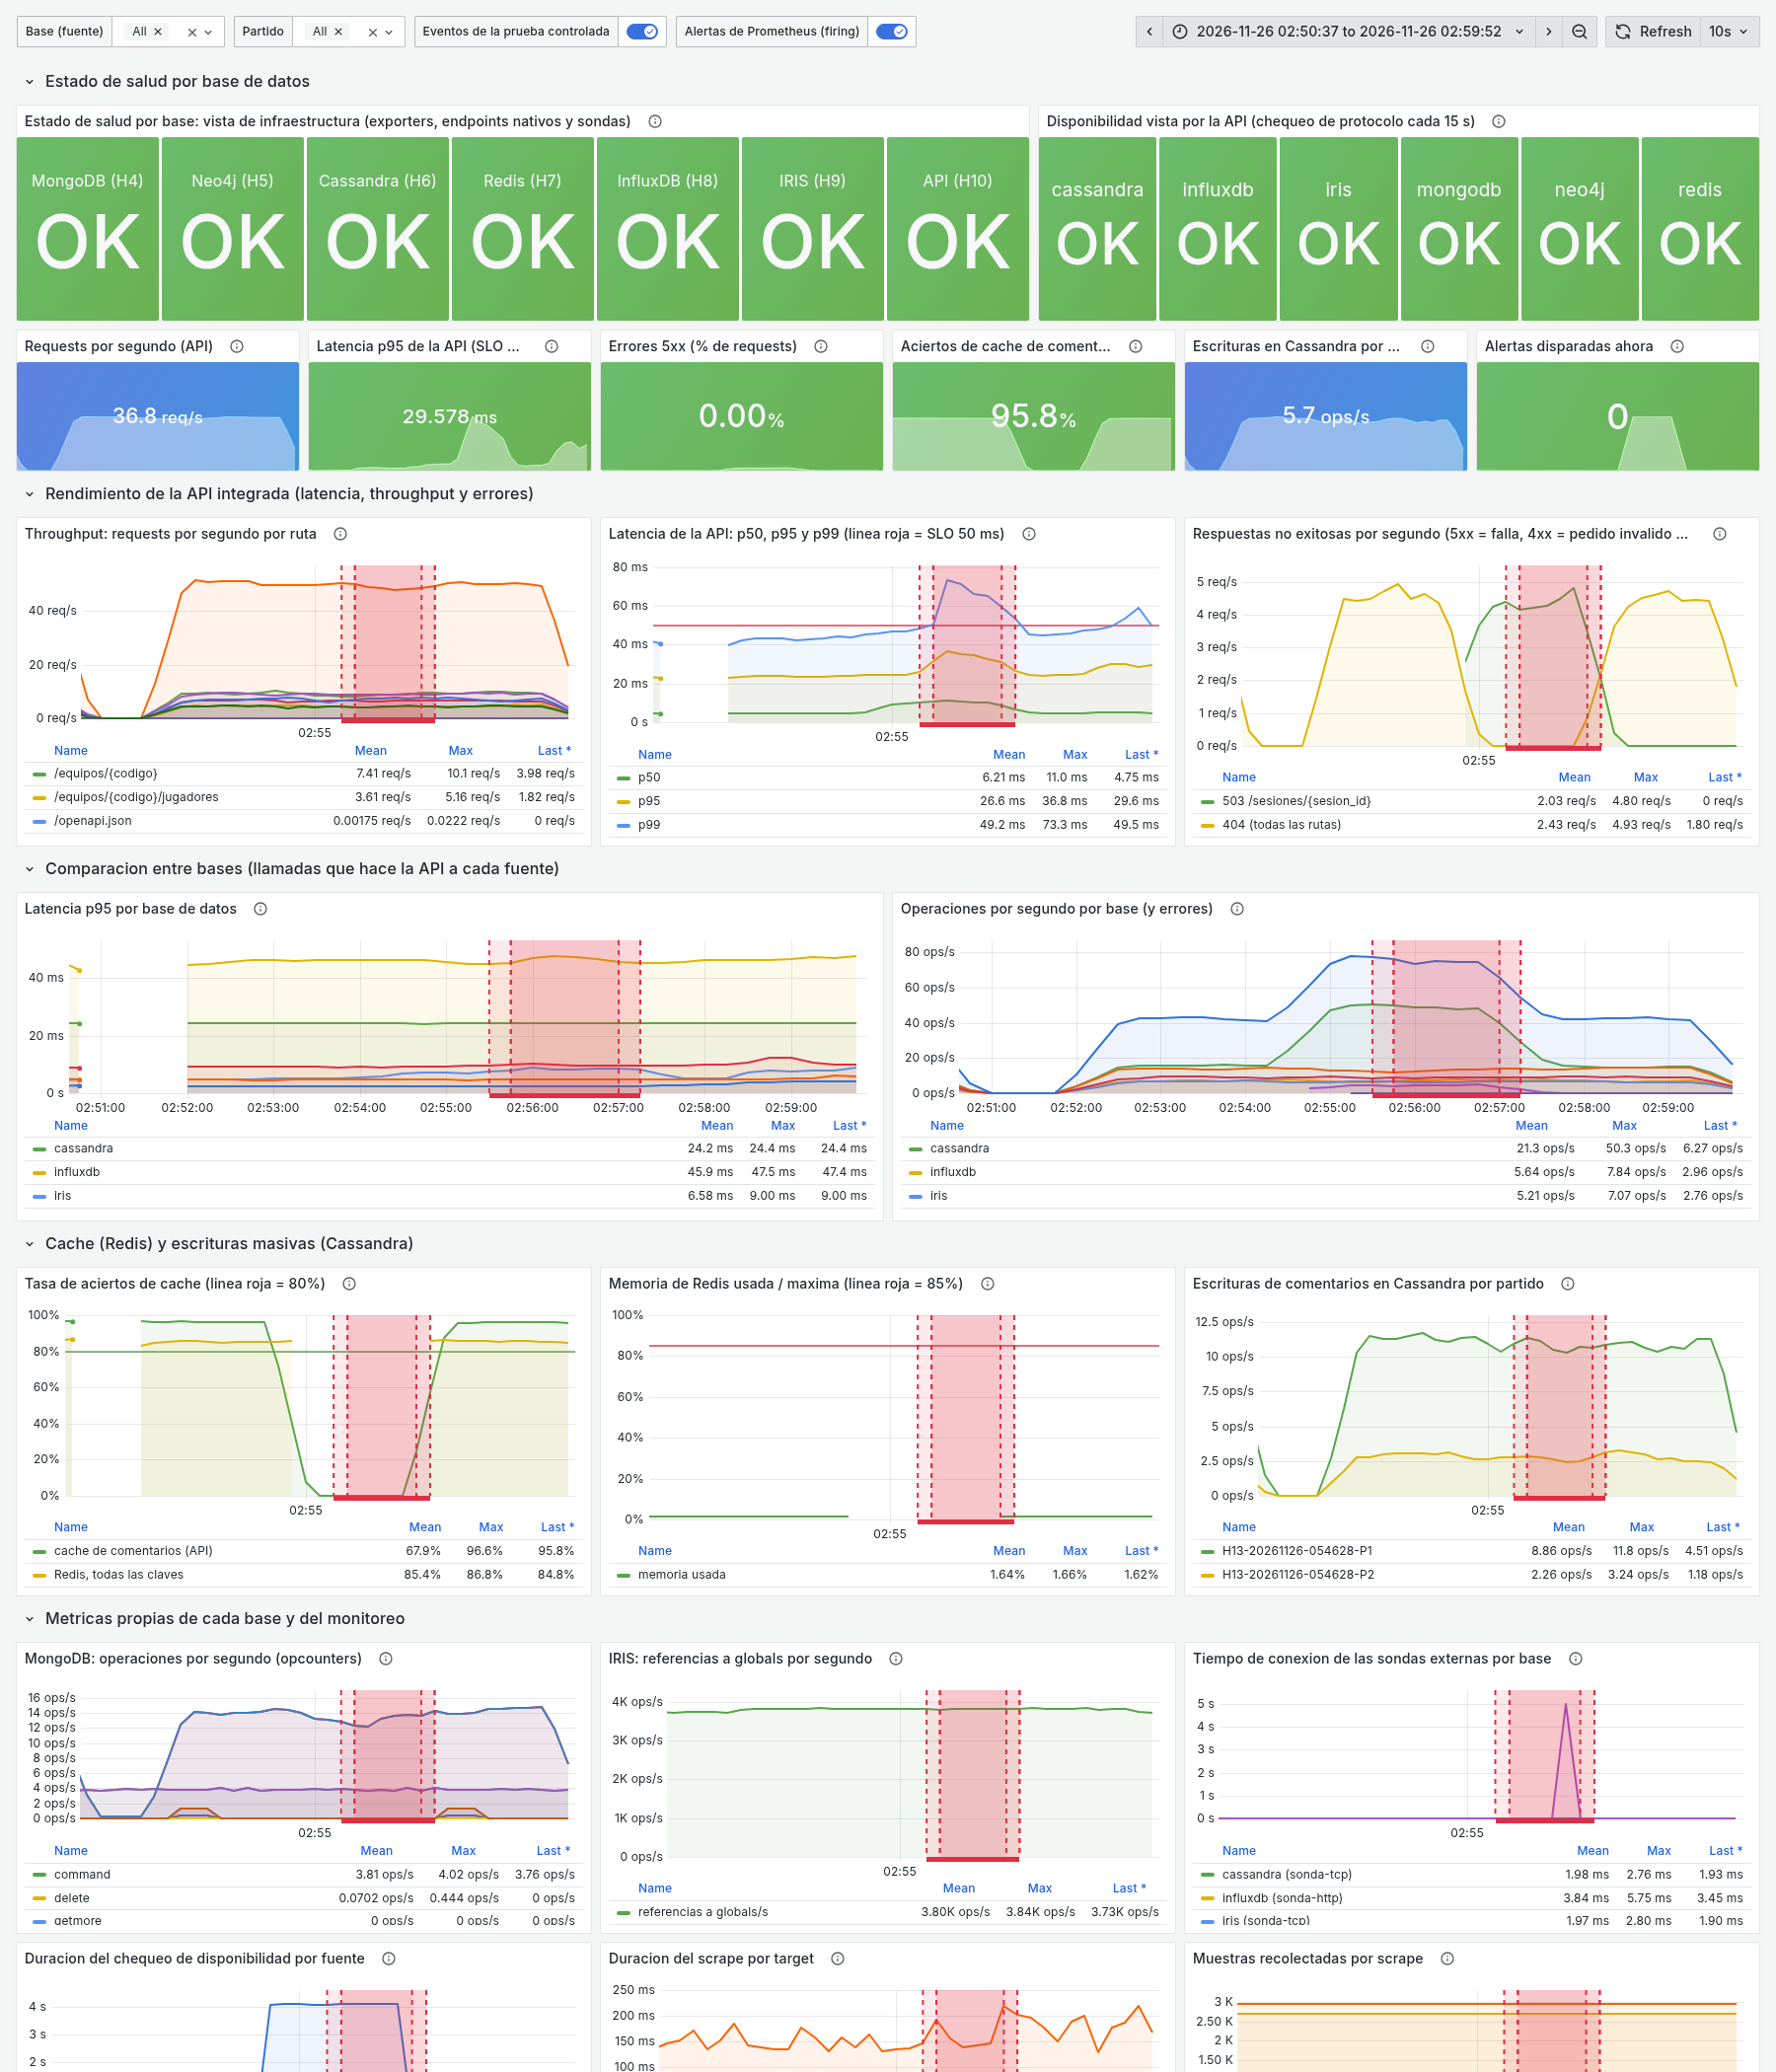 Base (fuente) All Partido All Eventos de la prueba controlada Alertas de Prometheus (firing) 2026-11-26 02:50:37 to 2026-11-26 02:59:52 Refresh 10s
Estado de salud por base de datos
Estado de salud por base: vista de infraestructura (exporters, endpoints nativos y sondas)
MongoDB (H4) Neo4j (H5) Cassandra (H6) Redis (H7) InfluxDB (H8) IRIS (H9) API (H10)
OK OK OK OK OK OK OK
Disponibilidad vista por la API (chequeo de protocolo cada 15 s)
cassandra influxdb iris mongodb neo4j redis
OK OK OK OK OK OK
Requests por segundo (API)
36.8 req/s
Latencia p95 de la API (SLO ...
29.578 ms
Errores 5xx (% de requests)
0.00%
Aciertos de cache de coment...
95.8%
Escrituras en Cassandra por ...
5.7 ops/s
Alertas disparadas ahora
0
Rendimiento de la API integrada (latencia, throughput y errores)
Throughput: requests por segundo por ruta
40 req/s
20 req/s
0 req/s
02:55
Name Mean Max Last *
/equipos/{codigo} 7.41 req/s 10.1 req/s 3.98 req/s
/equipos/{codigo}/jugadores 3.61 req/s 5.16 req/s 1.82 req/s
/openapi.json 0.00175 req/s 0.0222 req/s 0 req/s
Latencia de la API: p50, p95 y p99 (linea roja = SLO 50 ms)
80 ms
60 ms
40 ms
20 ms
0 s
02:55
Name Mean Max Last *
p50 6.21 ms 11.0 ms 4.75 ms
p95 26.6 ms 36.8 ms 29.6 ms
p99 49.2 ms 73.3 ms 49.5 ms
Respuestas no exitosas por segundo (5xx = falla, 4xx = pedido invalido ...
5 req/s
4 req/s
3 req/s
2 req/s
1 req/s
0 req/s
02:55
Name Mean Max Last *
503 /sesiones/{sesion_id} 2.03 req/s 4.80 req/s 0 req/s
404 (todas las rutas) 2.43 req/s 4.93 req/s 1.80 req/s
Comparacion entre bases (llamadas que hace la API a cada fuente)
Latencia p95 por base de datos
40 ms
20 ms
0 s
02:51:00 02:52:00 02:53:00 02:54:00 02:55:00 02:56:00 02:57:00 02:58:00 02:59:00
Name Mean Max Last *
cassandra 24.2 ms 24.4 ms 24.4 ms
influxdb 45.9 ms 47.5 ms 47.4 ms
iris 6.58 ms 9.00 ms 9.00 ms
Operaciones por segundo por base (y errores)
80 ops/s
60 ops/s
40 ops/s
20 ops/s
0 ops/s
02:51:00 02:52:00 02:53:00 02:54:00 02:55:00 02:56:00 02:57:00 02:58:00 02:59:00
Name Mean Max Last *
cassandra 21.3 ops/s 50.3 ops/s 6.27 ops/s
influxdb 5.64 ops/s 7.84 ops/s 2.96 ops/s
iris 5.21 ops/s 7.07 ops/s 2.76 ops/s
Cache (Redis) y escrituras masivas (Cassandra)
Tasa de aciertos de cache (linea roja = 80%)
100%
80%
60%
40%
20%
0%
02:55
Name Mean Max Last *
cache de comentarios (API) 67.9% 96.6% 95.8%
Redis, todas las claves 85.4% 86.8% 84.8%
Memoria de Redis usada / maxima (linea roja = 85%)
100%
80%
60%
40%
20%
0%
02:55
Name Mean Max Last *
memoria usada 1.64% 1.66% 1.62%
Escrituras de comentarios en Cassandra por partido
12.5 ops/s
10 ops/s
7.5 ops/s
5 ops/s
2.5 ops/s
0 ops/s
02:55
Name Mean Max Last *
H13-20261126-054628-P1 8.86 ops/s 11.8 ops/s 4.51 ops/s
H13-20261126-054628-P2 2.26 ops/s 3.24 ops/s 1.18 ops/s
Metricas propias de cada base y del monitoreo
MongoDB: operaciones por segundo (opcounters)
16 ops/s
14 ops/s
12 ops/s
10 ops/s
8 ops/s
6 ops/s
4 ops/s
2 ops/s
0 ops/s
02:55
Name Mean Max Last *
command 3.81 ops/s 4.02 ops/s 3.76 ops/s
delete 0.0702 ops/s 0.444 ops/s 0 ops/s
getmore 0 ops/s 0 ops/s 0 ops/s
IRIS: referencias a globals por segundo
4K ops/s
3K ops/s
2K ops/s
1K ops/s
0 ops/s
02:55
Name Mean Max Last *
referencias a globals/s 3.80K ops/s 3.84K ops/s 3.73K ops/s
Tiempo de conexion de las sondas externas por base
5 s
4 s
3 s
2 s
1 s
0 s
02:55
Name Mean Max Last *
cassandra (sonda-tcp) 1.98 ms 2.76 ms 1.93 ms
influxdb (sonda-http) 3.84 ms 5.75 ms 3.45 ms
iris (sonda-tcp) 1.97 ms 2.80 ms 1.90 ms
Duracion del chequeo de disponibilidad por fuente
4 s
3 s
2 s
Duracion del scrape por target
250 ms
200 ms
150 ms
100 ms
Muestras recolectadas por scrape
3 K
2.50 K
2 K
1.50 K